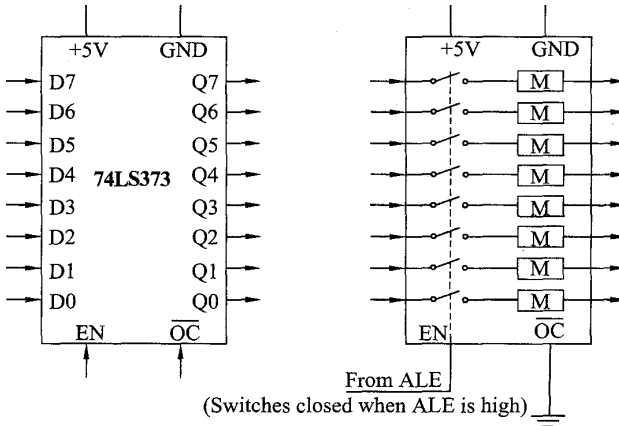 +5V GND
D7 Q7
D6 Q6
D5 Q5
D4 74LS373 Q4
D3 Q3
D2 Q2
D1 Q1
D0 Q0
EN OC
+5V GND
M
M
M
M
M
M
M
M
EN OC
From ALE
(Switches closed when ALE is high)